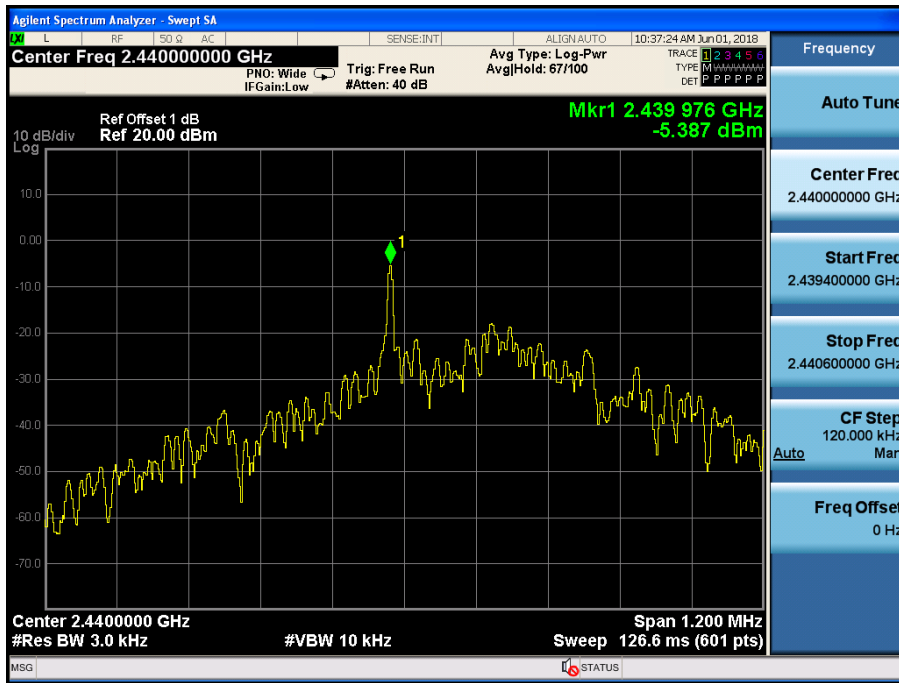 Agilent Spectrum Analyzer - Swept SA
LXI L RF 50 Ω AC SENSE:INT ALIGN AUTO 10:37:24 AM Jun 01, 2018
Center Freq 2.440000000 GHz
PNO: Wide
IFGain:Low
Trig: Free Run
#Atten: 40 dB
Avg Type: Log-Pwr
Avg|Hold: 67/100
TRACE 1 2 3 4 5 6
TYPE M WWWWW
DET P P P P P P
Mkr1 2.439 976 GHz
-5.387 dBm
10 dB/div
Log
Ref Offset 1 dB
Ref 20.00 dBm
1
10.0
0.00
-10.0
-20.0
-30.0
-40.0
-50.0
-60.0
-70.0
Center 2.4400000 GHz
Span 1.200 MHz
#Res BW 3.0 kHz
#VBW 10 kHz
Sweep 126.6 ms (601 pts)
MSG
STATUS
Frequency
Auto Tune
Center Freq
2.440000000 GHz
Start Freq
2.439400000 GHz
Stop Freq
2.440600000 GHz
CF Step
120.000 kHz
Auto Man
Freq Offset
0 Hz